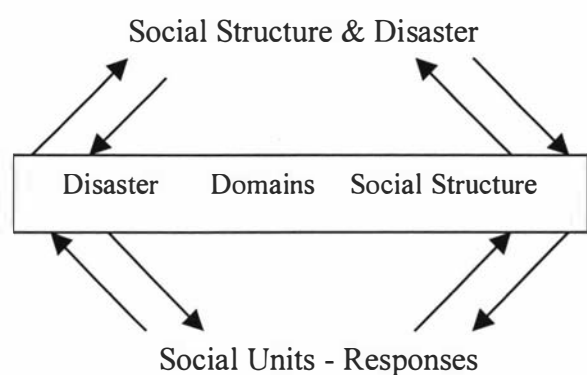 Social Structure & Disaster
Disaster Domains Social Structure
Social Units - Responses